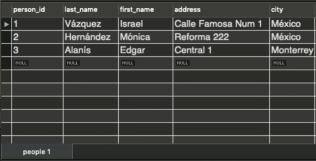 person_id last_name first_name address city
1 Vázquez Israel Calle Famosa Num 1 México
2 Hernández Mónica Reforma 222 México
3 Alanís Edgar Central 1 Monterrey
NULL NULL NULL NULL NULL
people 1